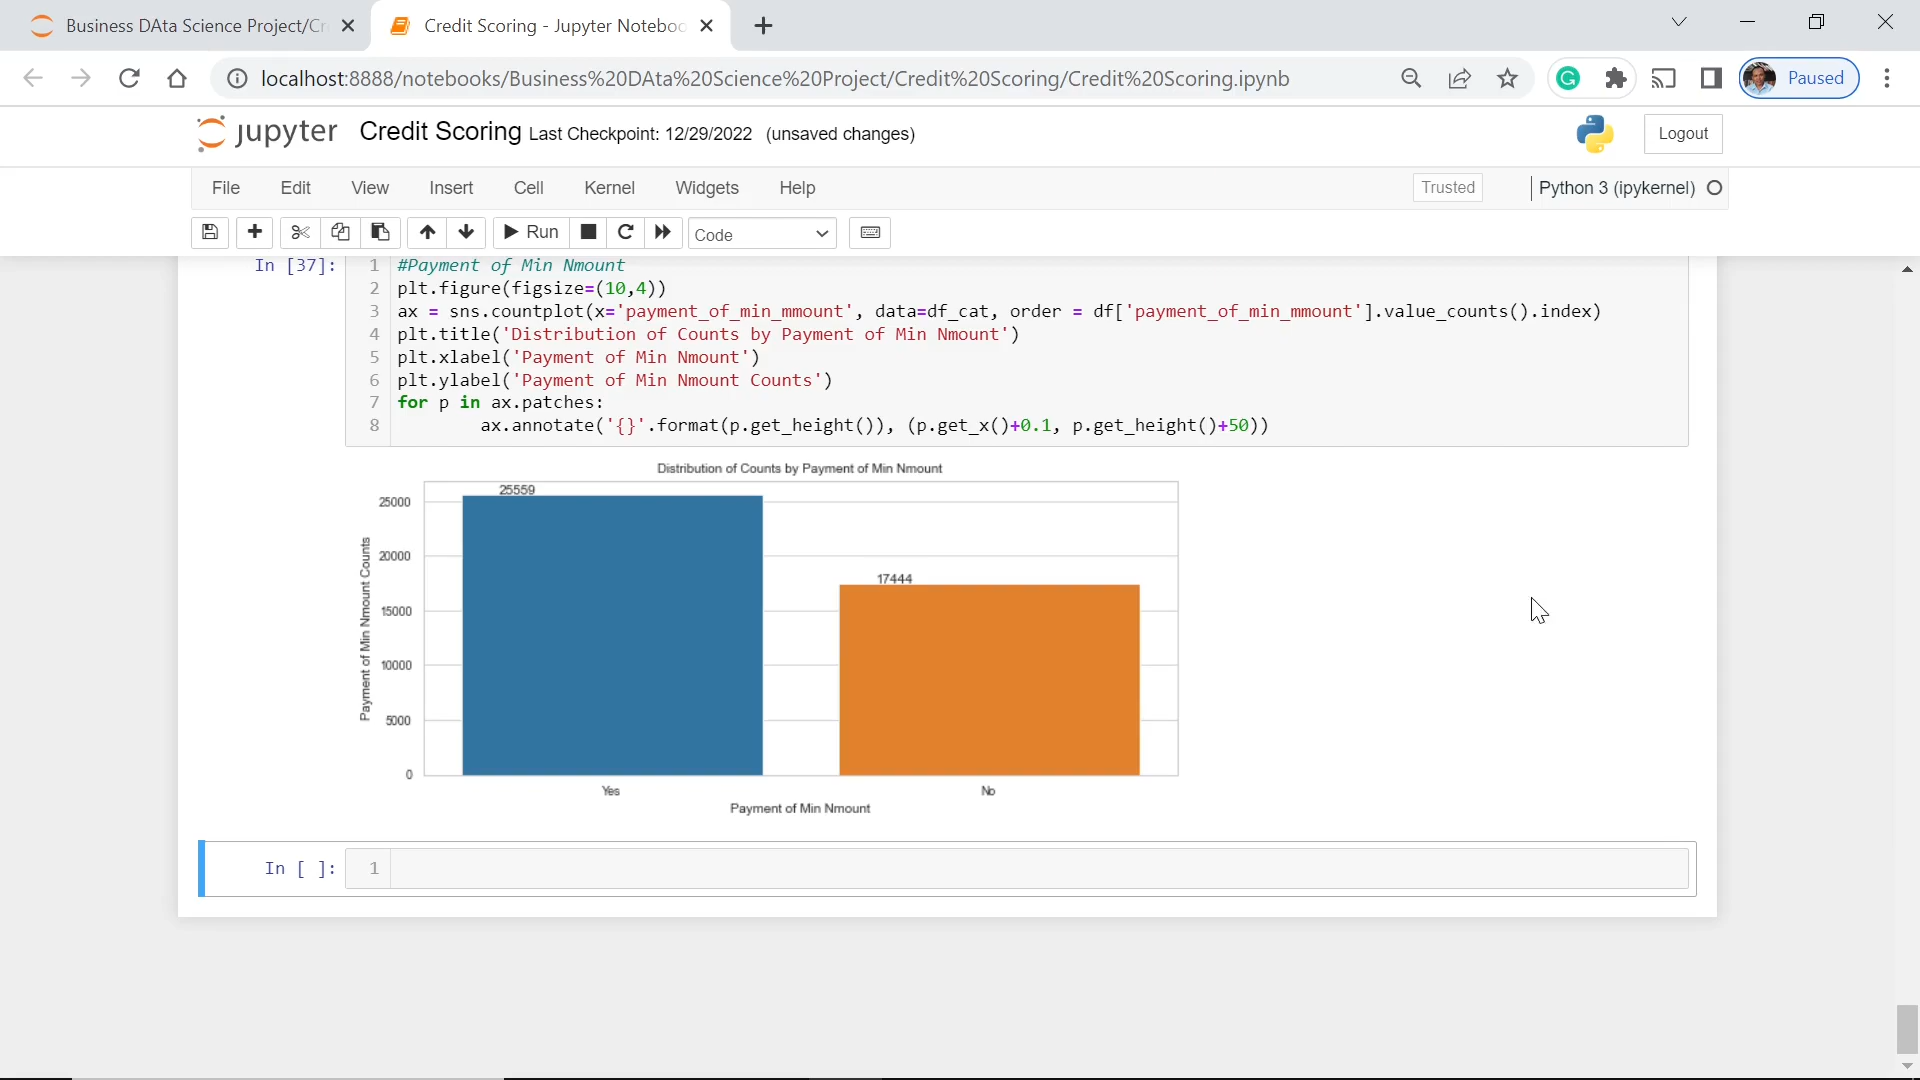 Business DAta Science Project/Cr
Credit Scoring - Jupyter Noteboo
localhost:8888/notebooks/Business%20DAta%20Science%20Project/Credit%20Scoring/Credit%20Scoring.ipynb
Paused
jupyter Credit Scoring Last Checkpoint: 12/29/2022 (unsaved changes)
Logout
File Edit View Insert Cell Kernel Widgets Help
Trusted
Python 3 (ipykernel)
Run
Code
In [37]:
1 #Payment of Min Nmount
2 plt.figure(figsize=(10,4))
3 ax = sns.countplot(x='payment_of_min_mmount', data=df_cat, order = df['payment_of_min_mmount'].value_counts().index)
4 plt.title('Distribution of Counts by Payment of Min Nmount')
5 plt.xlabel('Payment of Min Nmount')
6 plt.ylabel('Payment of Min Nmount Counts')
7 for p in ax.patches:
8 ax.annotate('{}'.format(p.get_height()), (p.get_x()+0.1, p.get_height()+50))
Distribution of Counts by Payment of Min Nmount
25559
17444
25000
20000
15000
10000
5000
0
Payment of Min Nmount Counts
Yes No
Payment of Min Nmount
In [ ]: 1